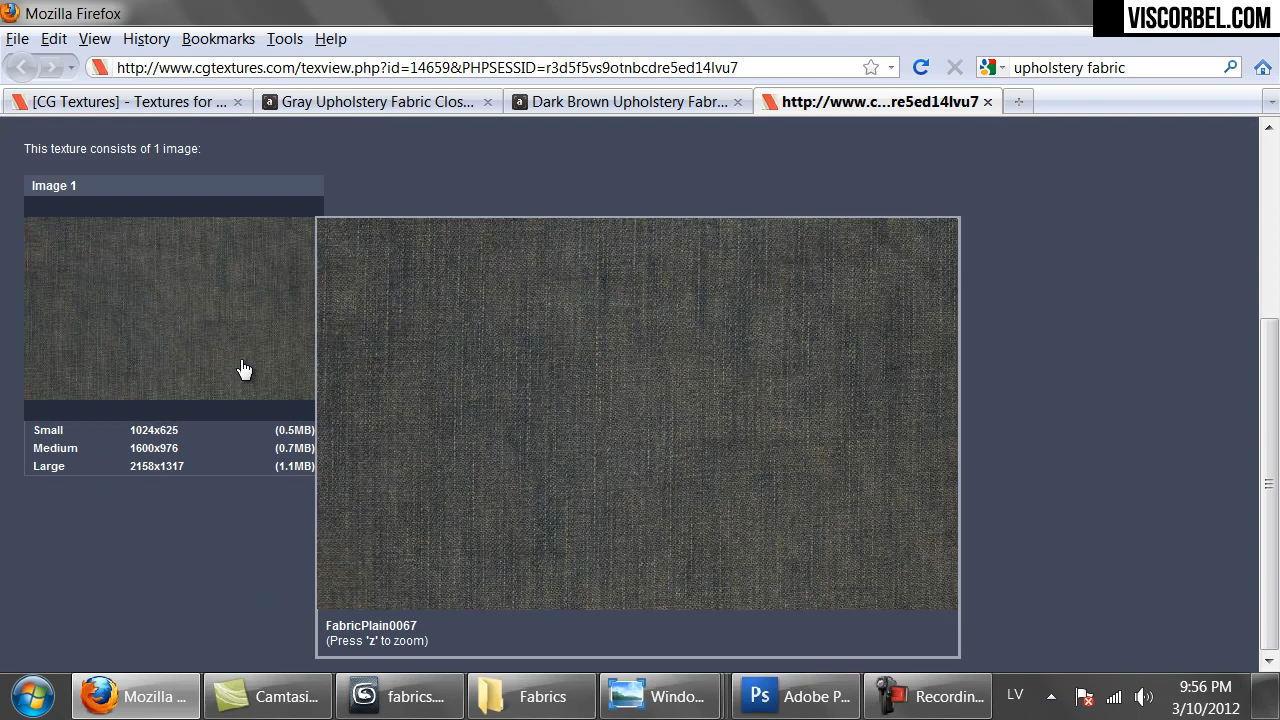 Mozilla Firefox
VISCORBEL.COM
File Edit View History Bookmarks Tools Help
http://www.cgtextures.com/texview.php?id=14659&PHPSESSID=r3d5f5vs9otnbcdre5ed14lvu7
upholstery fabric
[CG Textures] - Textures for ...
Gray Upholstery Fabric Clos...
Dark Brown Upholstery Fabr...
http://www.c...re5ed14lvu7
This texture consists of 1 image:
Image 1
Small 1024x625 (0.5MB)
Medium 1600x976 (0.7MB)
Large 2158x1317 (1.1MB)
FabricPlain0067
(Press 'z' to zoom)
Mozilla ...
Camtasi...
fabrics....
Fabrics
Windo...
Ps
Adobe P...
Recordin...
LV
9:56 PM
3/10/2012